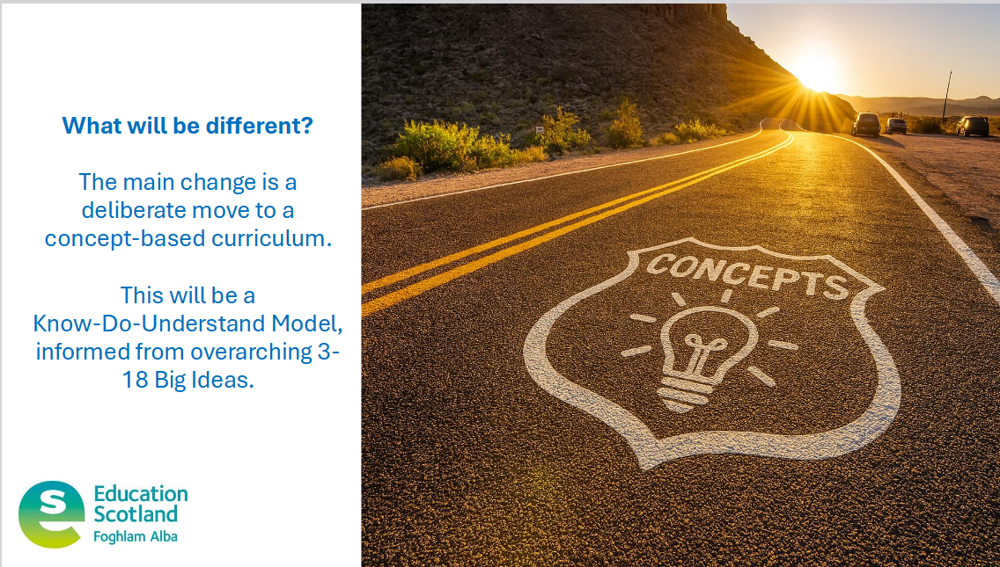 What will be different?
The main change is a
deliberate move to a
concept-based curriculum.
This will be a
Know-Do-Understand Model,
informed from overarching 3-
18 Big Ideas.
Education
Scotland
Foghlam Alba
CONCEPTS